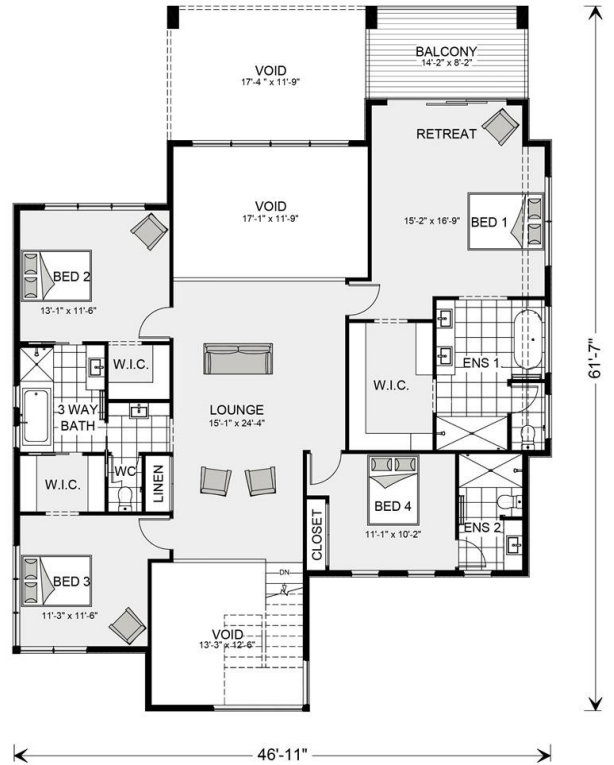 BALCONY
14'-2" x 8'-2"
VOID
17'-4 " x 11'-9"
RETREAT
VOID
17'-1" x 11'-9"
15'-2" x 16'-9"
BED 1
BED 2
13'-1" x 11'-6"
W.I.C.
ENS 1
61'-7"
W.I.C.
LOUNGE
15'-1" x 24'-4"
3 WAY
BATH
WC
LINEN
W.I.C.
BED 4
11'-1" x 10'-2"
ENS 2
CLOSET
BED 3
11'-3" x 11'-6"
DN
VOID
13'-3" x 12'-6"
46'-11"